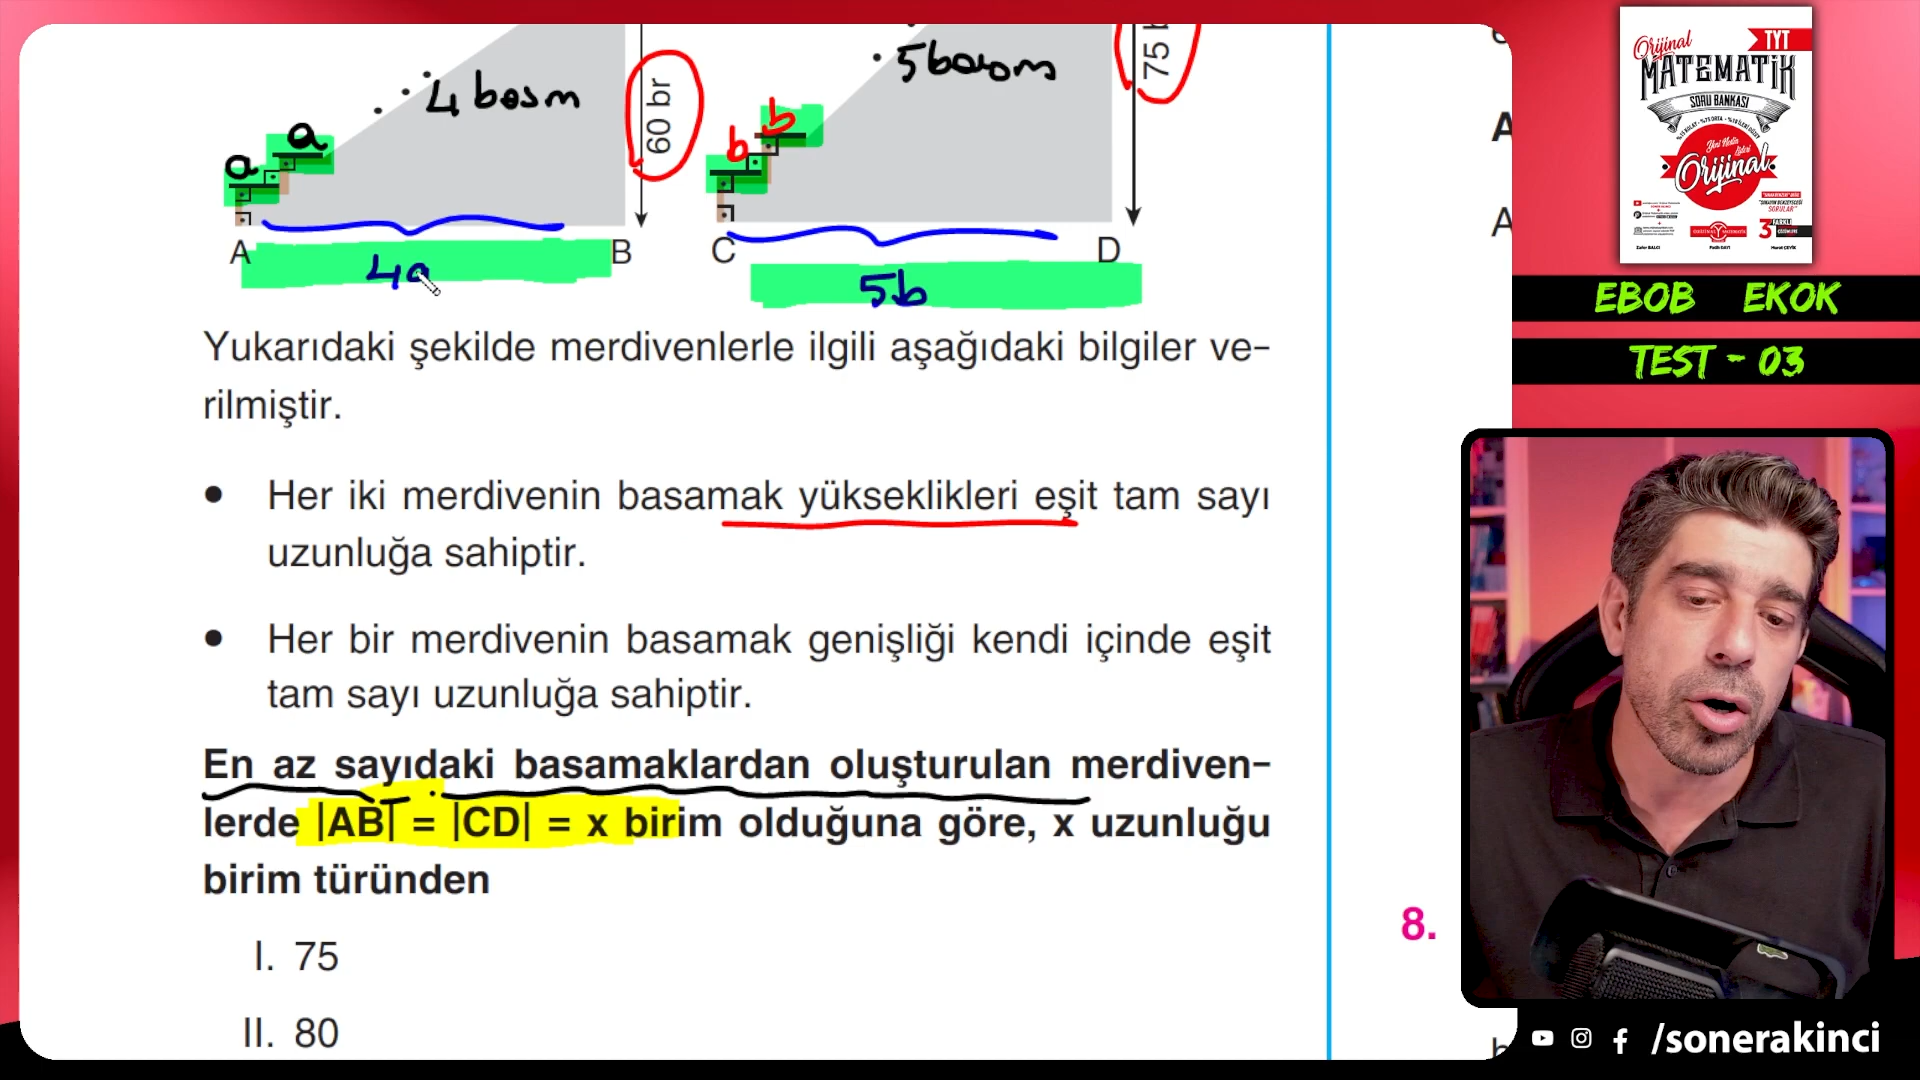 4 basm
60 br
a
a
A
B
4a
5 basam
75 b
b
b
C
D
5b
Yukarıdaki şekilde merdivenlerle ilgili aşağıdaki bilgiler ve-
rilmiştir.
• Her iki merdivenin basamak yükseklikleri eşit tam sayı
uzunluğa sahiptir.
• Her bir merdivenin basamak genişliği kendi içinde eşit
tam sayı uzunluğa sahiptir.
En az sayıdaki basamaklardan oluşturulan merdiven-
lerde |AB| = |CD| = x birim olduğuna göre, x uzunluğu
birim türünden
I. 75
II. 80
A
A
8.
Orijinal
TYT
MATEMATİK
SORU BANKASI
Orijinal
EBOB EKOK
TEST - 03
/sonerakinci